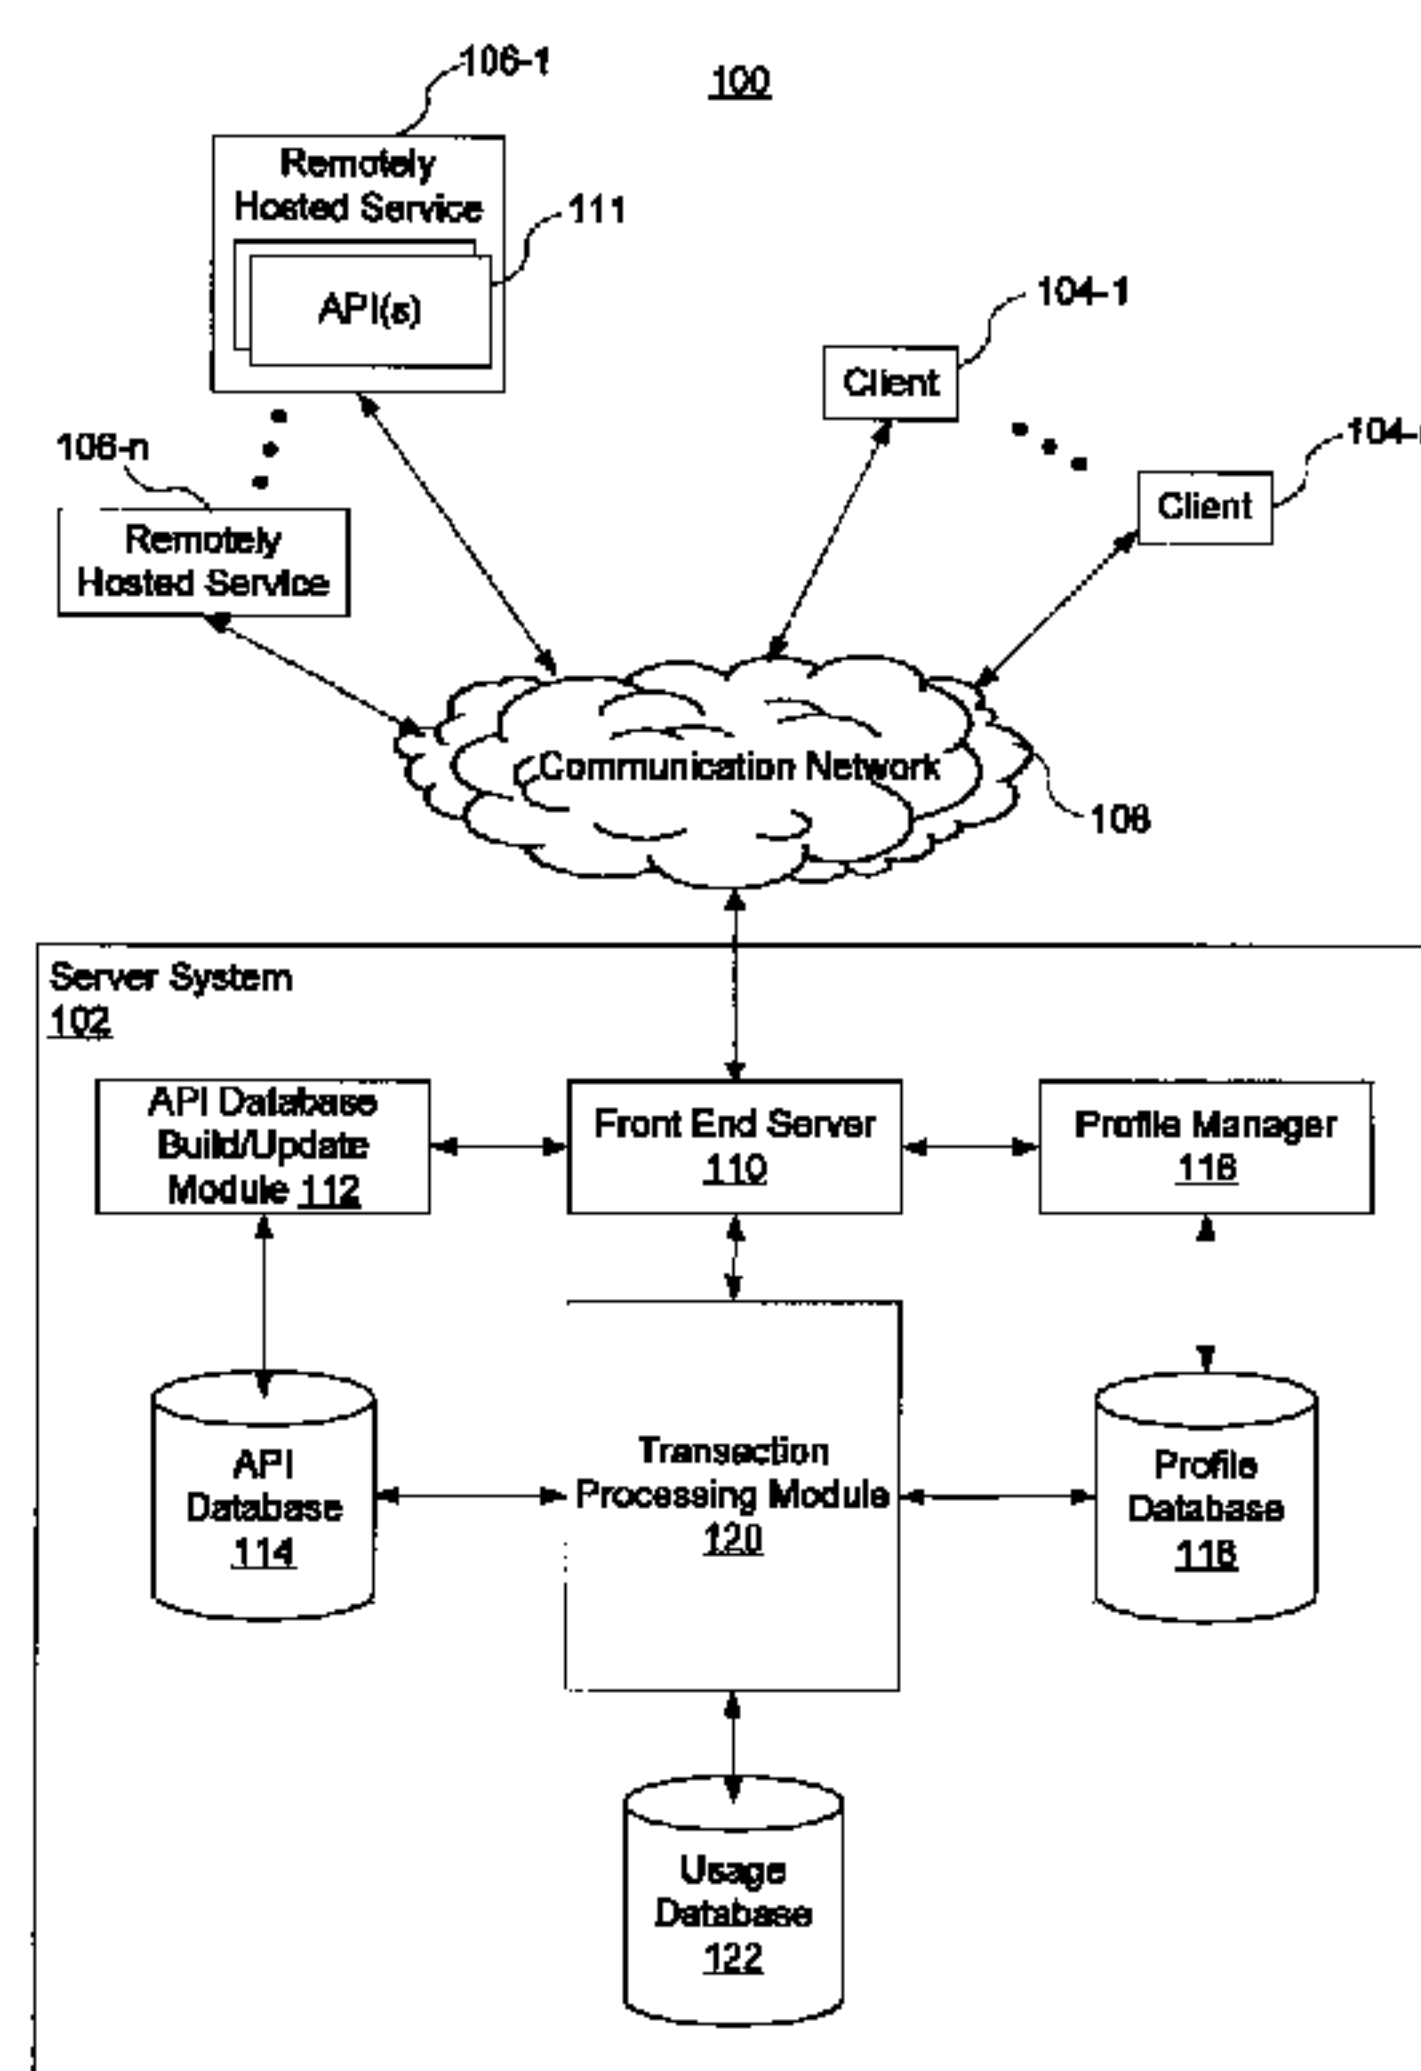 106-1
100
Remotely
Hosted Service
111
API(s)
104-1
Client
104-
106-n
Client
Remotely
Hosted Service
Communication Network
108
Server System
102
API Database
Build/Update
Module 112
Front End Server
110
Profile Manager
116
API
Database
114
Transaction
Processing Module
120
Profile
Database
118
Usage
Database
122